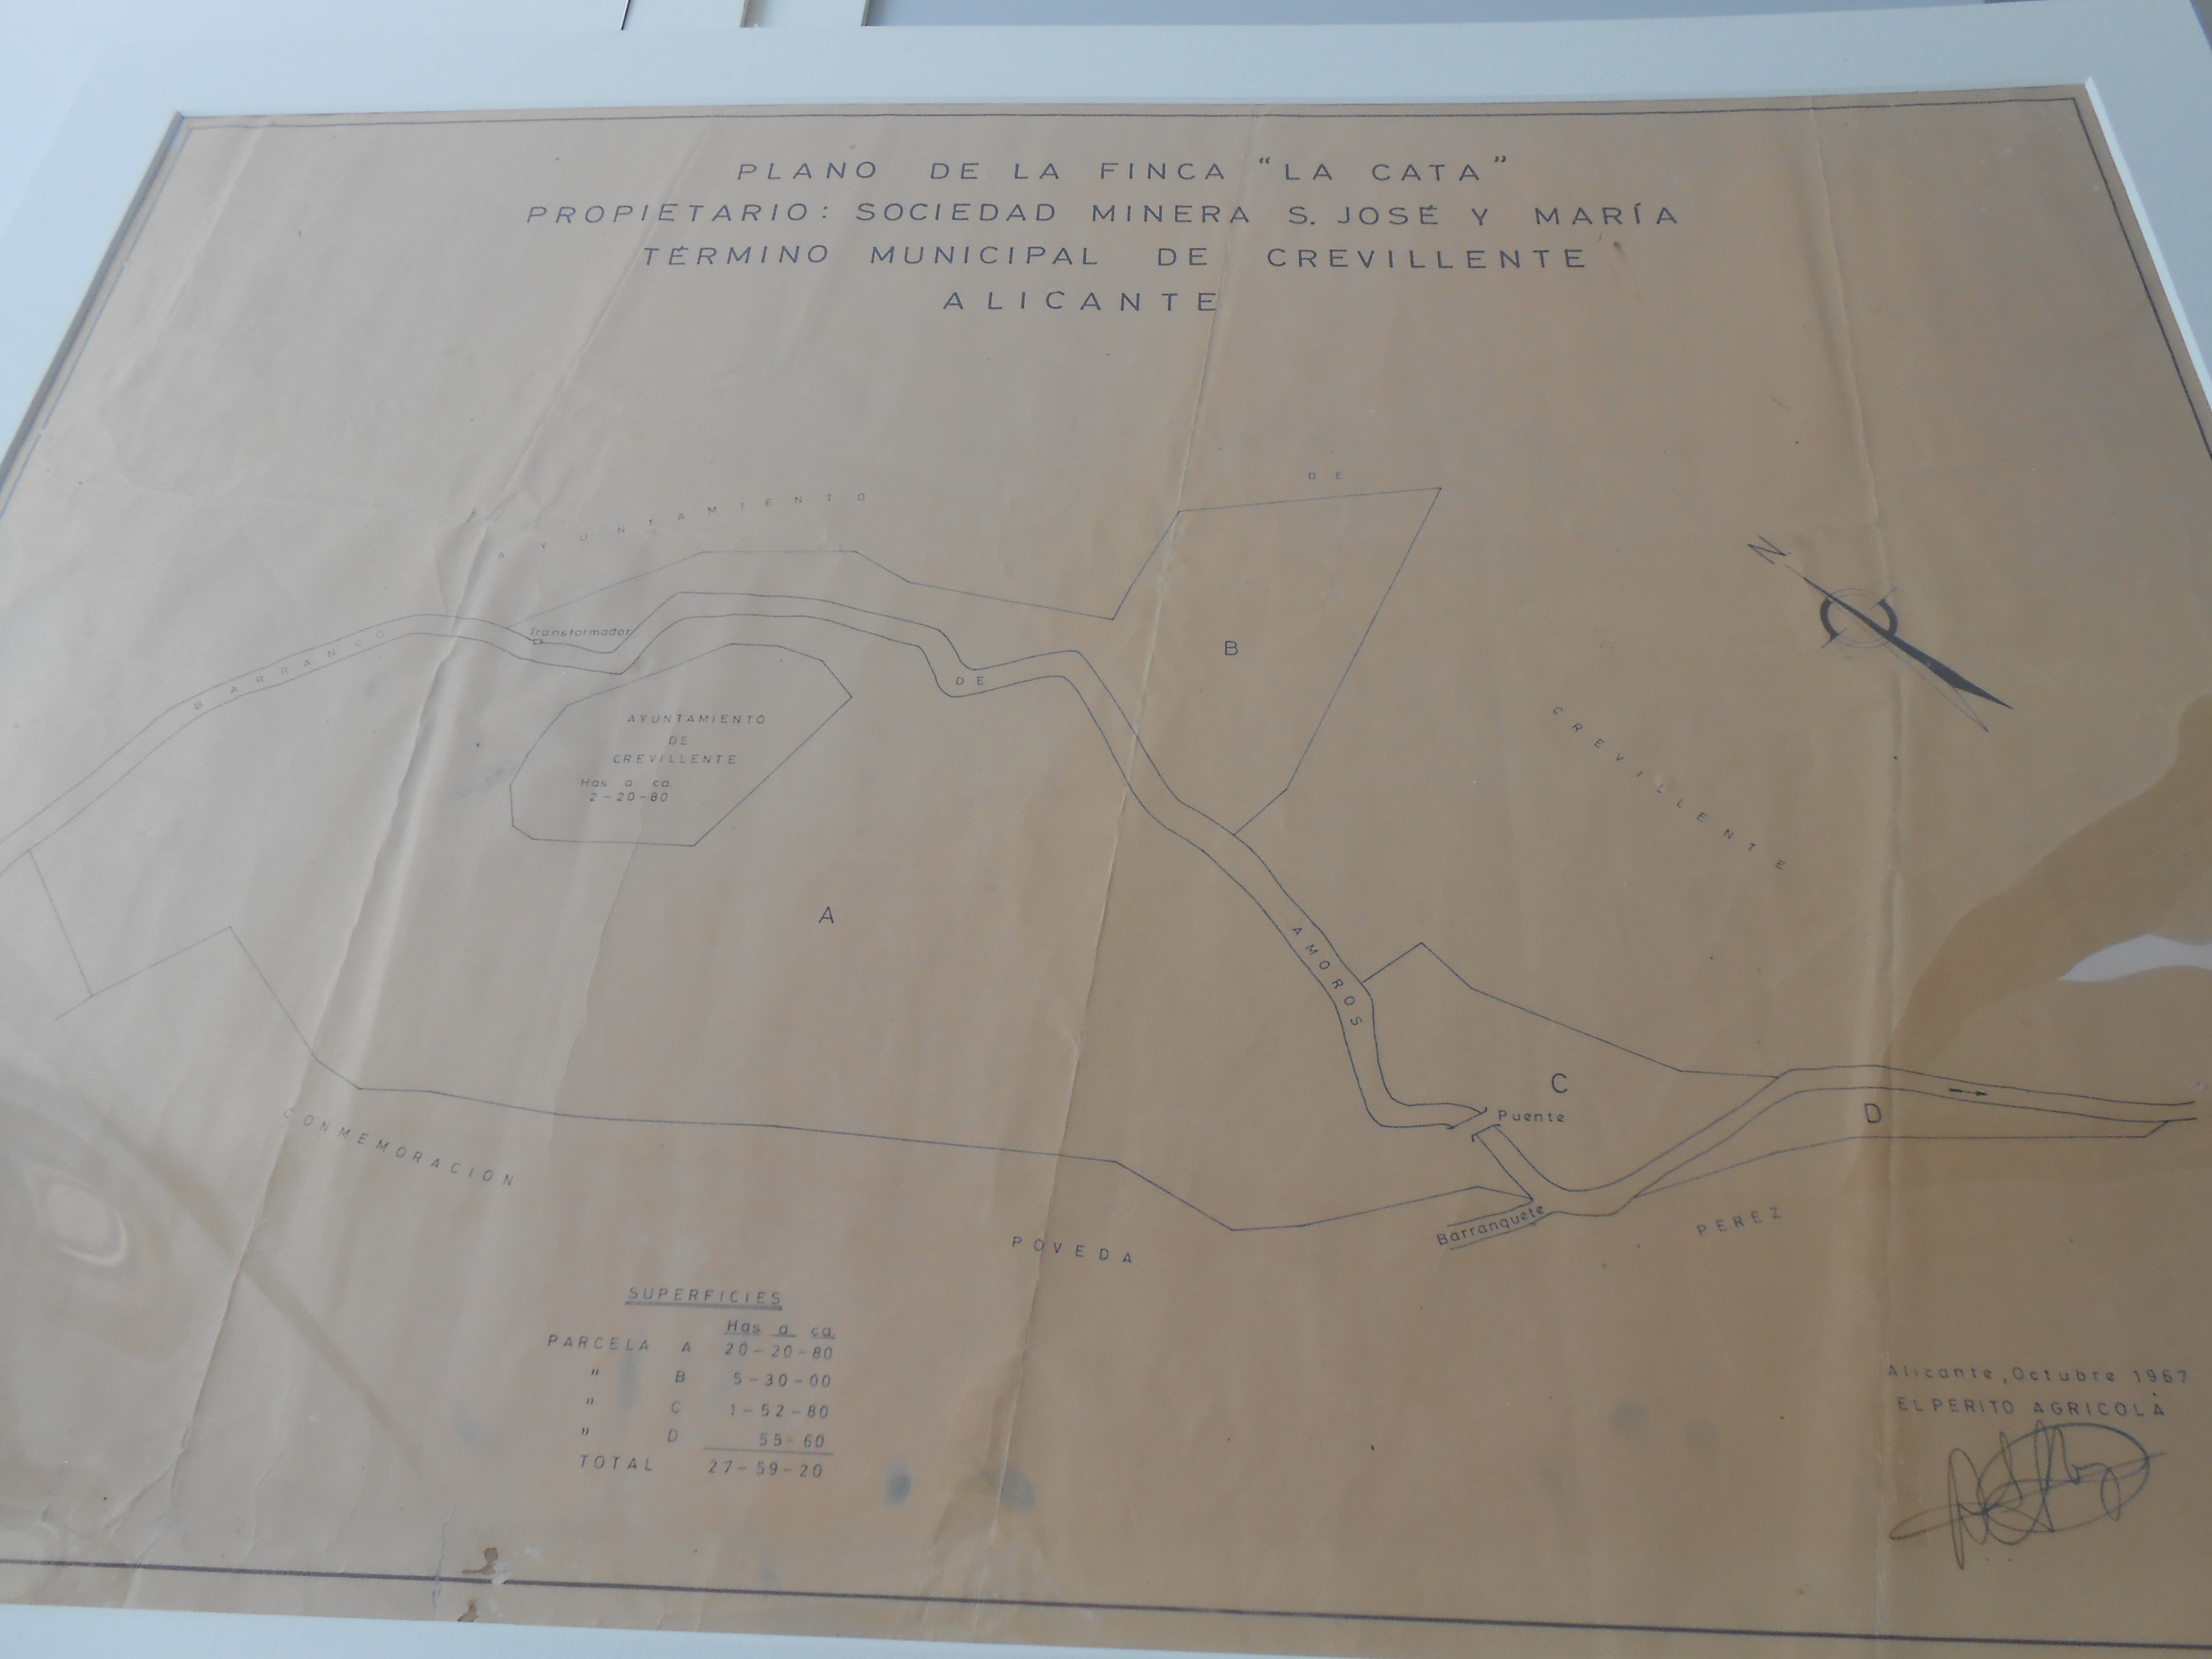 PLANO DE LA FINCA “LA CATA”
PROPIETARIO: SOCIEDAD MINERA S. JOSÉ Y MARÍA
TÉRMINO MUNICIPAL DE CREVILLENTE
ALICANTE
AYUNTAMIENTO
DE
CREVILLENTE
N
BARRANCO
DE
AMOROS
Transformador
AYUNTAMIENTO
DE
CREVILLENTE
Has a ca
2-20-80
B
A
C
Puente
D
Barranquete
CONMEMORACION
POVEDA
PEREZ
SUPERFICIES
Has a ca.
PARCELA A 20-20-80
" B 5-30-00
" C 1-52-80
" D 55-60
TOTAL 27-59-20
Alicante, Octubre 1967
EL PERITO AGRICOLA